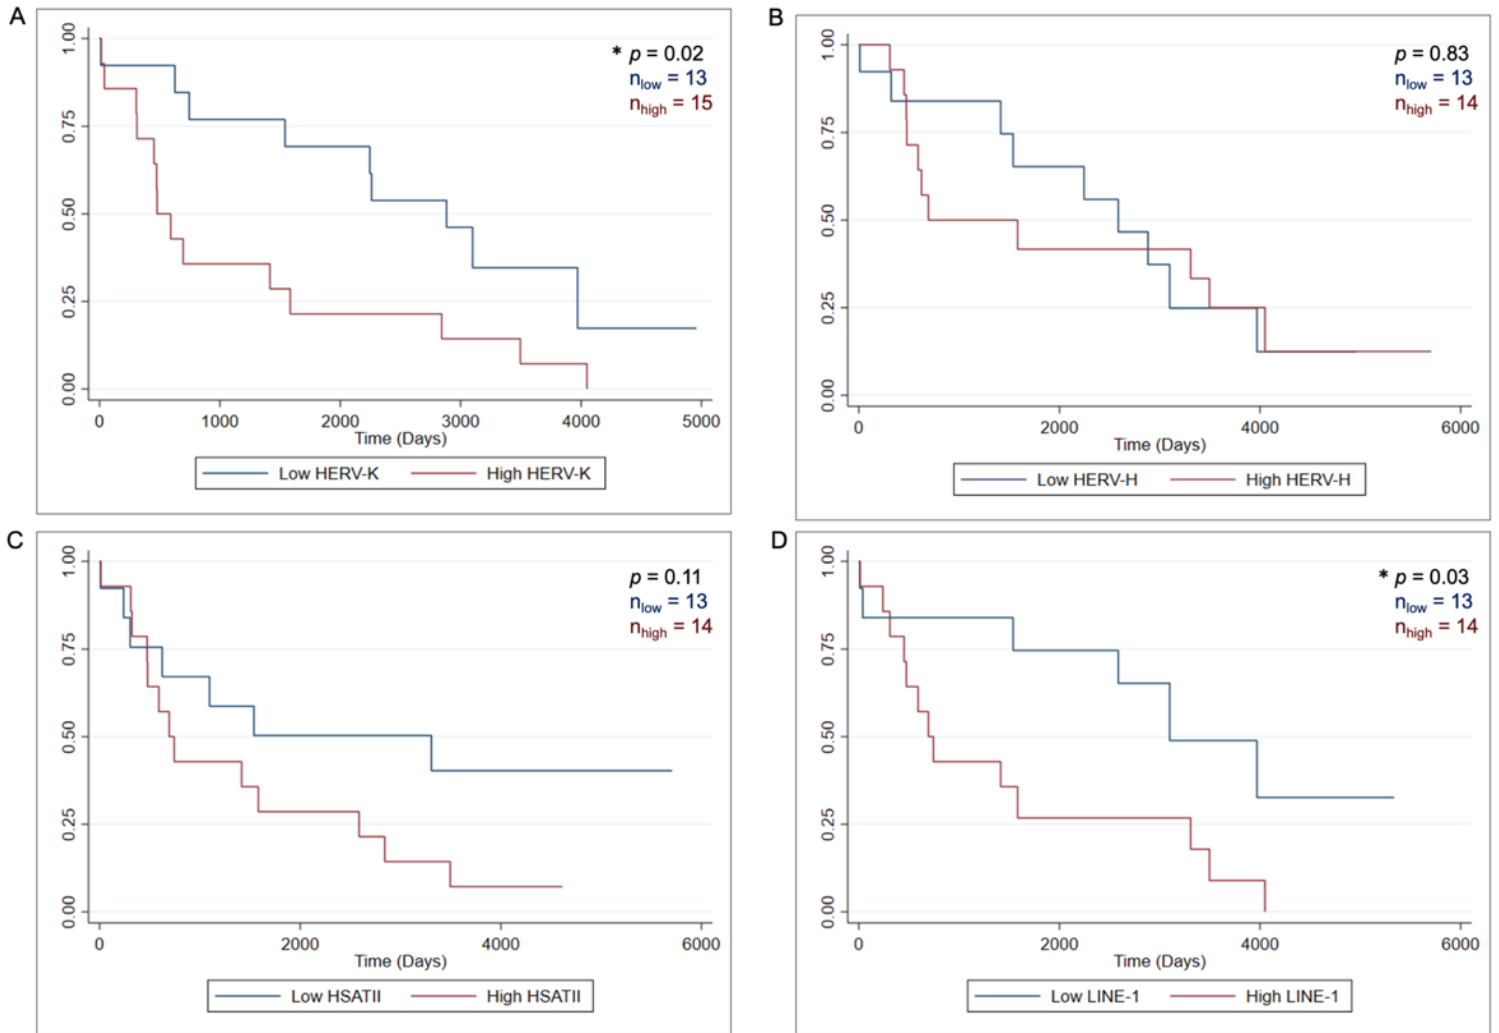 A
1.00
0.75
0.50
0.25
0.00
* p = 0.02
nlow = 13
nhigh = 15
0 1000 2000 3000 4000 5000
Time (Days)
Low HERV-K High HERV-K
B
1.00
0.75
0.50
0.25
0.00
p = 0.83
nlow = 13
nhigh = 14
0 2000 4000 6000
Time (Days)
Low HERV-H High HERV-H
C
1.00
0.75
0.50
0.25
0.00
p = 0.11
nlow = 13
nhigh = 14
0 2000 4000 6000
Time (Days)
Low HSATII High HSATII
D
1.00
0.75
0.50
0.25
0.00
* p = 0.03
nlow = 13
nhigh = 14
0 2000 4000 6000
Time (Days)
Low LINE-1 High LINE-1